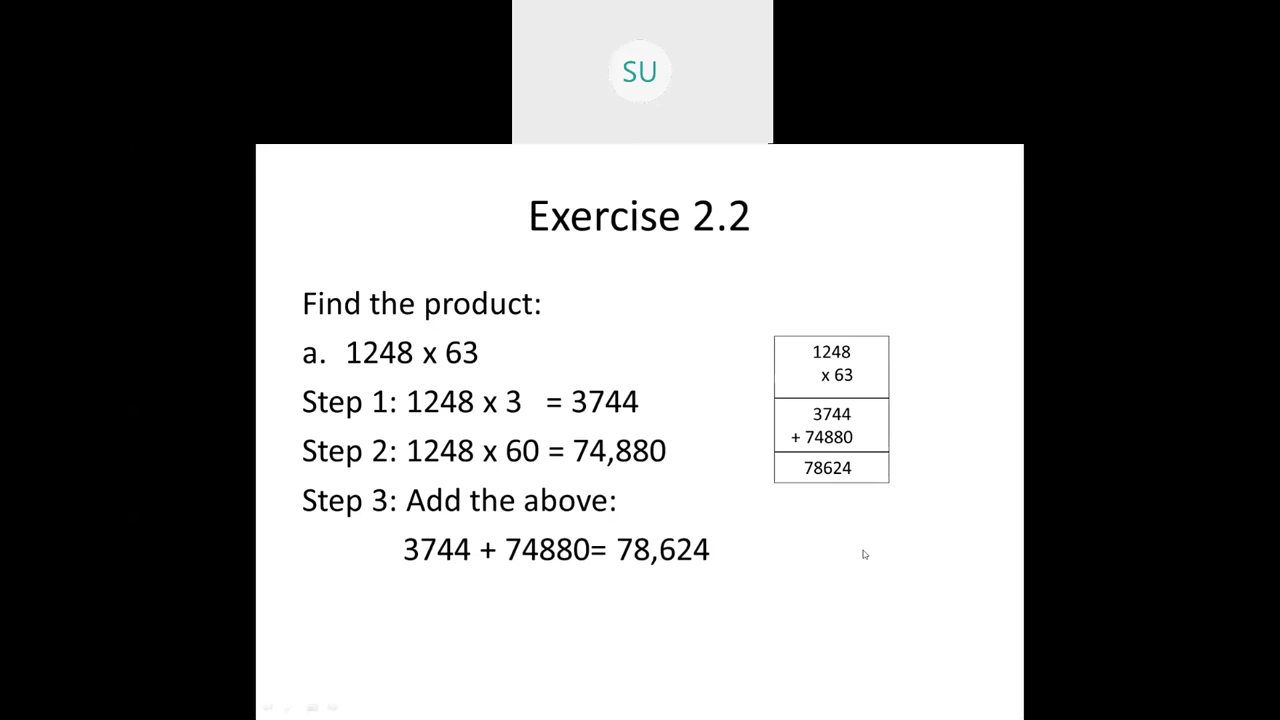 SU
Exercise 2.2
Find the product:
a. 1248 x 63
Step 1: 1248 x 3 = 3744
Step 2: 1248 x 60 = 74,880
Step 3: Add the above:
3744 + 74880= 78,624
1248
x 63
3744
+ 74880
78624